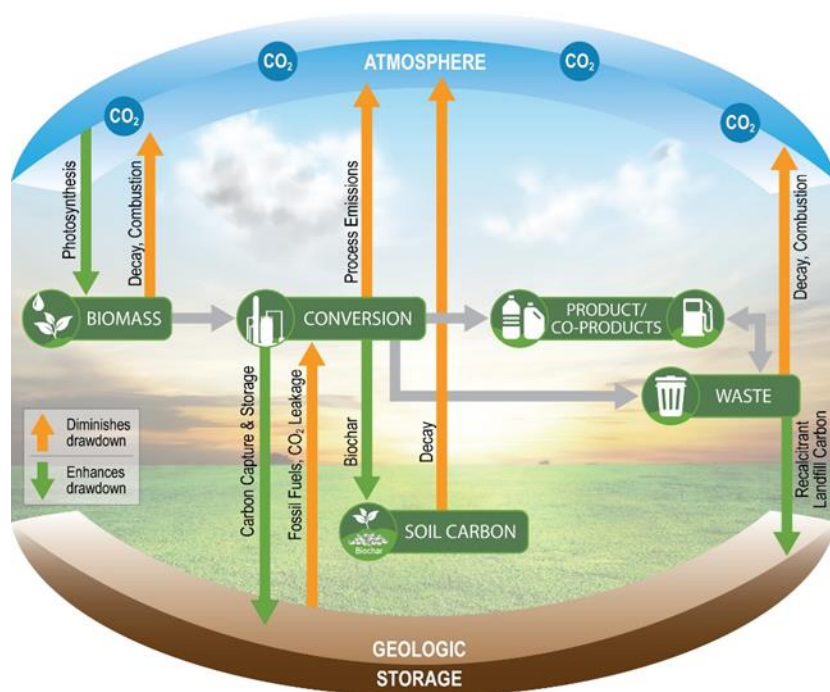 CO₂
CO₂
ATMOSPHERE
CO₂
CO₂
Photosynthesis
Decay, Combustion
Process Emissions
Decay, Combustion
BIOMASS
CONVERSION
PRODUCT/
CO-PRODUCTS
WASTE
Diminishes
drawdown
Enhances
drawdown
Carbon Capture & Storage
Fossil Fuels, CO₂ Leakage
Biochar
Decay
Recalcitrant
Landfill Carbon
Biochar
SOIL CARBON
GEOLOGIC
STORAGE